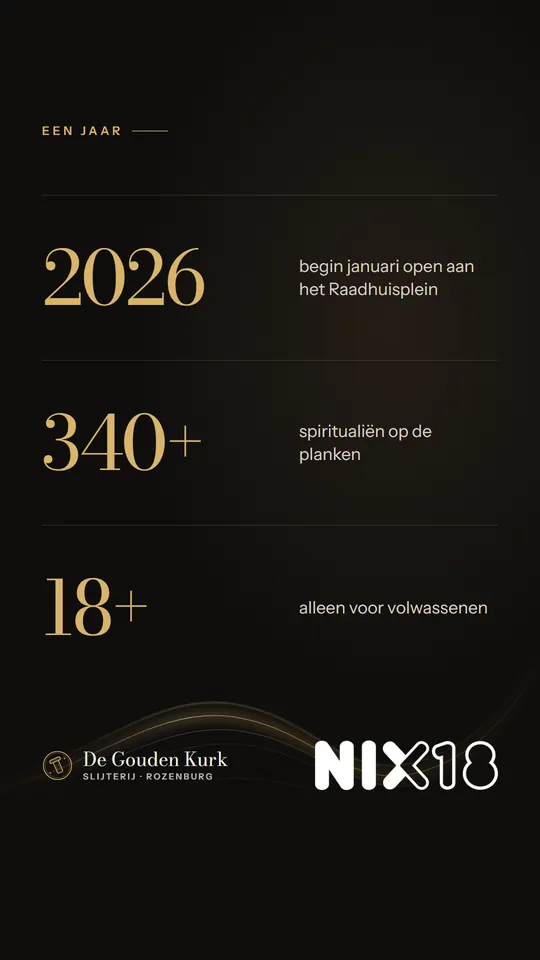 EEN JAAR
2026
begin januari open aan
het Raadhuisplein
340+
spiritualiën op de
planken
18+
alleen voor volwassenen
De Gouden Kurk
SLIJTERIJ · ROZENBURG
NIX18